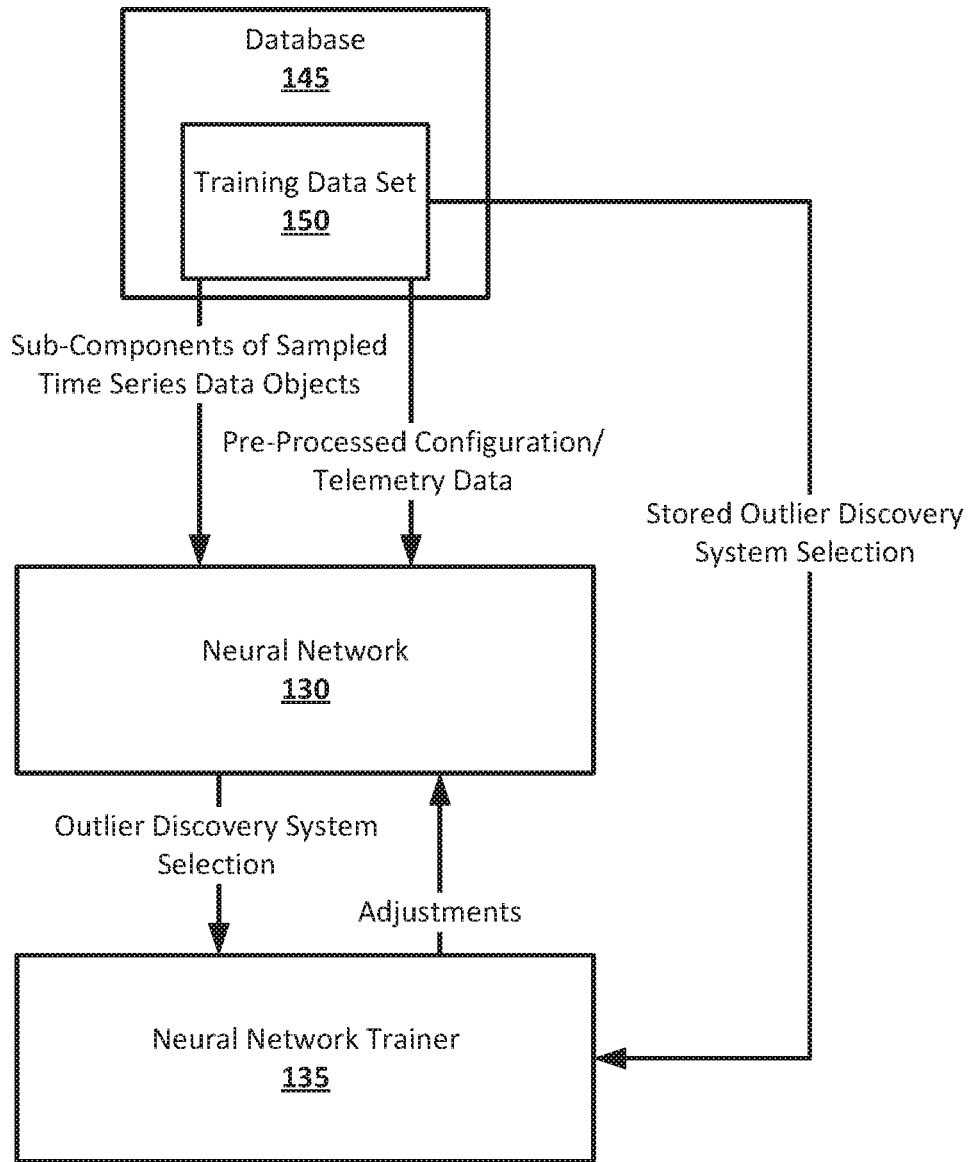 Database
145
Training Data Set
150
Sub-Components of Sampled
Time Series Data Objects
Pre-Processed Configuration/
Telemetry Data
Stored Outlier Discovery
System Selection
Neural Network
130
Outlier Discovery System
Selection
Adjustments
Neural Network Trainer
135